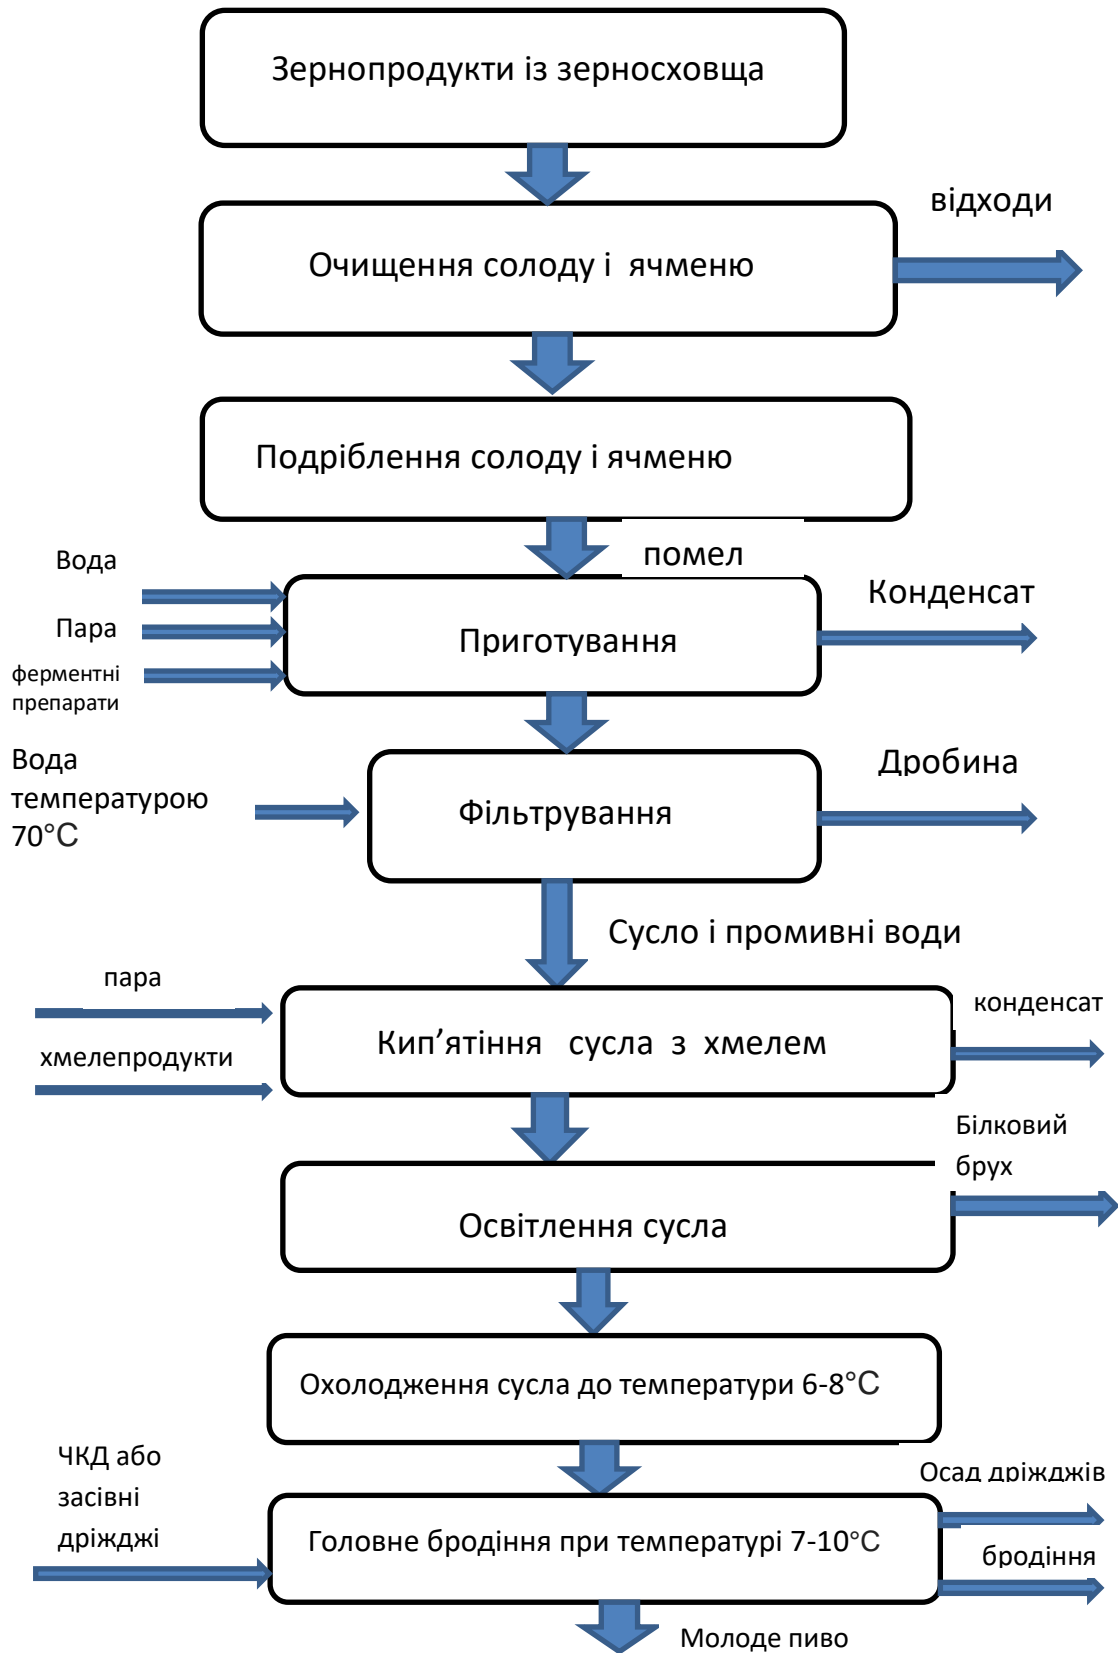 Зернопродукти із зерносховища
відходи
Очищення солоду і ячменю
Подріблення солоду і ячменю
помел
Вода
Пара
ферментні
препарати
Приготування
Конденсат
Вода
температурою
70°С
Фільтрування
Дробина
Сусло і промивні води
пара
хмелепродукти
Кип’ятіння сусла з хмелем
конденсат
Білковий
брух
Освітлення сусла
Охолодження сусла до температури 6-8°С
ЧКД або
засівні
дріжджі
Головне бродіння при температурі 7-10°С
Осад дріжджів
бродіння
Молоде пиво